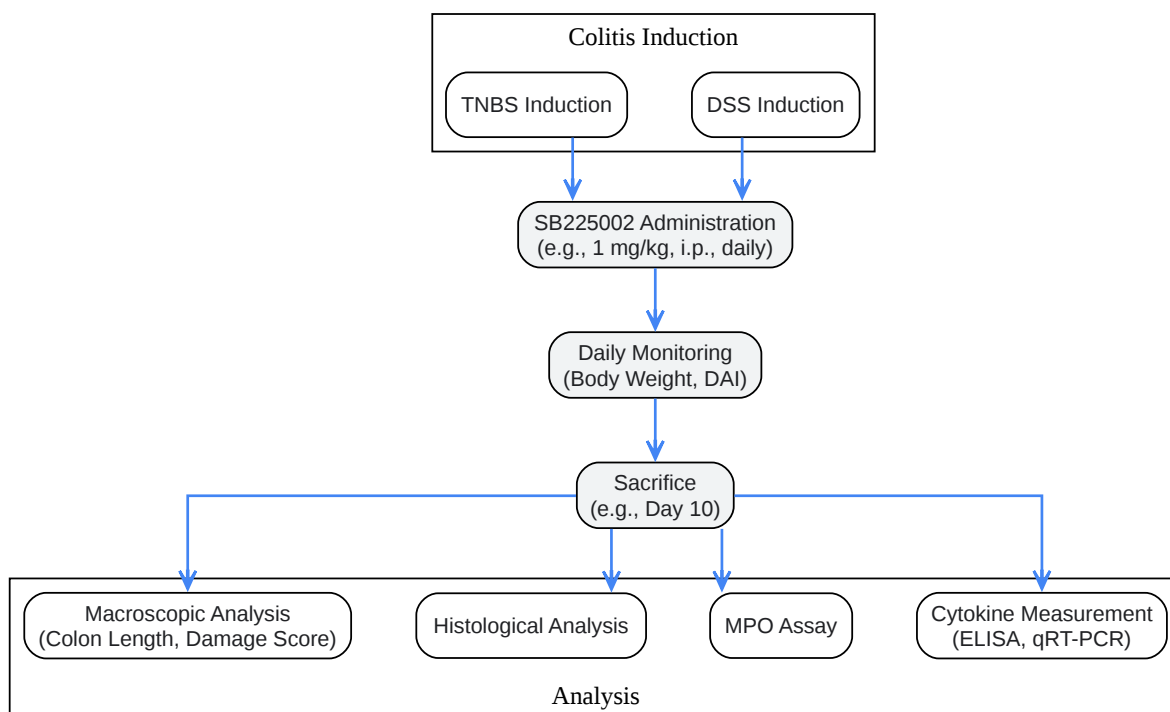 Colitis Induction
TNBS Induction
DSS Induction
SB225002 Administration
(e.g., 1 mg/kg, i.p., daily)
Daily Monitoring
(Body Weight, DAI)
Sacrifice
(e.g., Day 10)
Macroscopic Analysis
(Colon Length, Damage Score)
Histological Analysis
MPO Assay
Cytokine Measurement
(ELISA, qRT-PCR)
Analysis